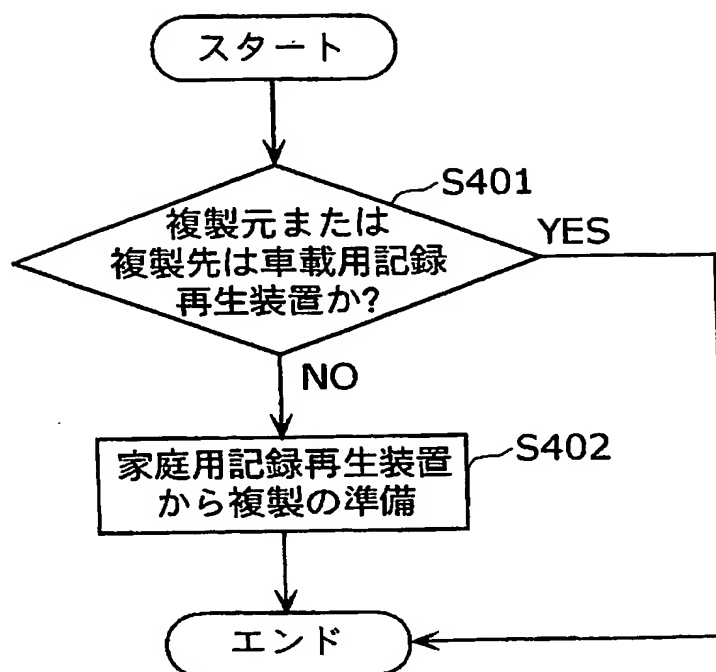 スタート
S401
複製元または
複製先は車載用記録
再生装置か?
YES
NO
S402
家庭用記録再生装置
から複製の準備
エンド